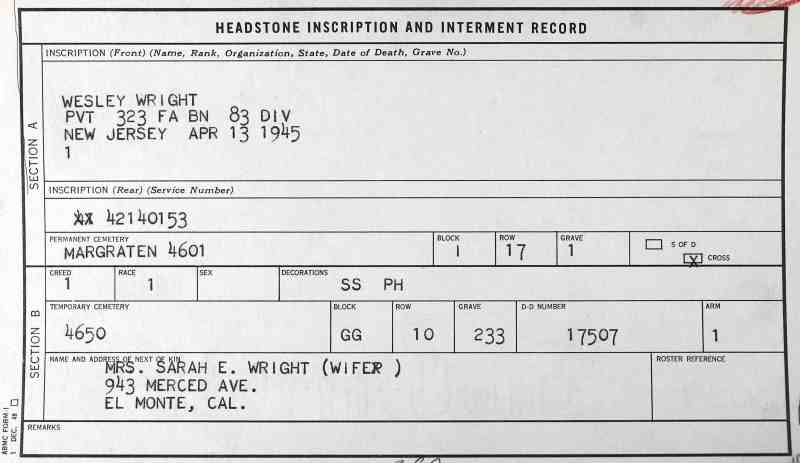 HEADSTONE INSCRIPTION AND INTERMENT RECORD
SECTION A
INSCRIPTION (Front) (Name, Rank, Organization, State, Date of Death, Grave No.)
WESLEY WRIGHT
PVT 323 FA BN 83 DIV
NEW JERSEY APR 13 1945
1
INSCRIPTION (Rear) (Service Number)
42140153
PERMANENT CEMETERY BLOCK ROW GRAVE S OF D
MARGRATEN 4601 I 17 1 X CROSS
SECTION B
CREED RACE SEX DECORATIONS
1 1 SS PH
TEMPORARY CEMETERY BLOCK ROW GRAVE D-D NUMBER ARM
4650 GG 10 233 17507 1
NAME AND ADDRESS OF NEXT OF KIN ROSTER REFERENCE
MRS. SARAH E. WRIGHT (WIFE )
943 MERCED AVE.
EL MONTE, CAL.
REMARKS
ABMC FORM 1
1 DEC. 48